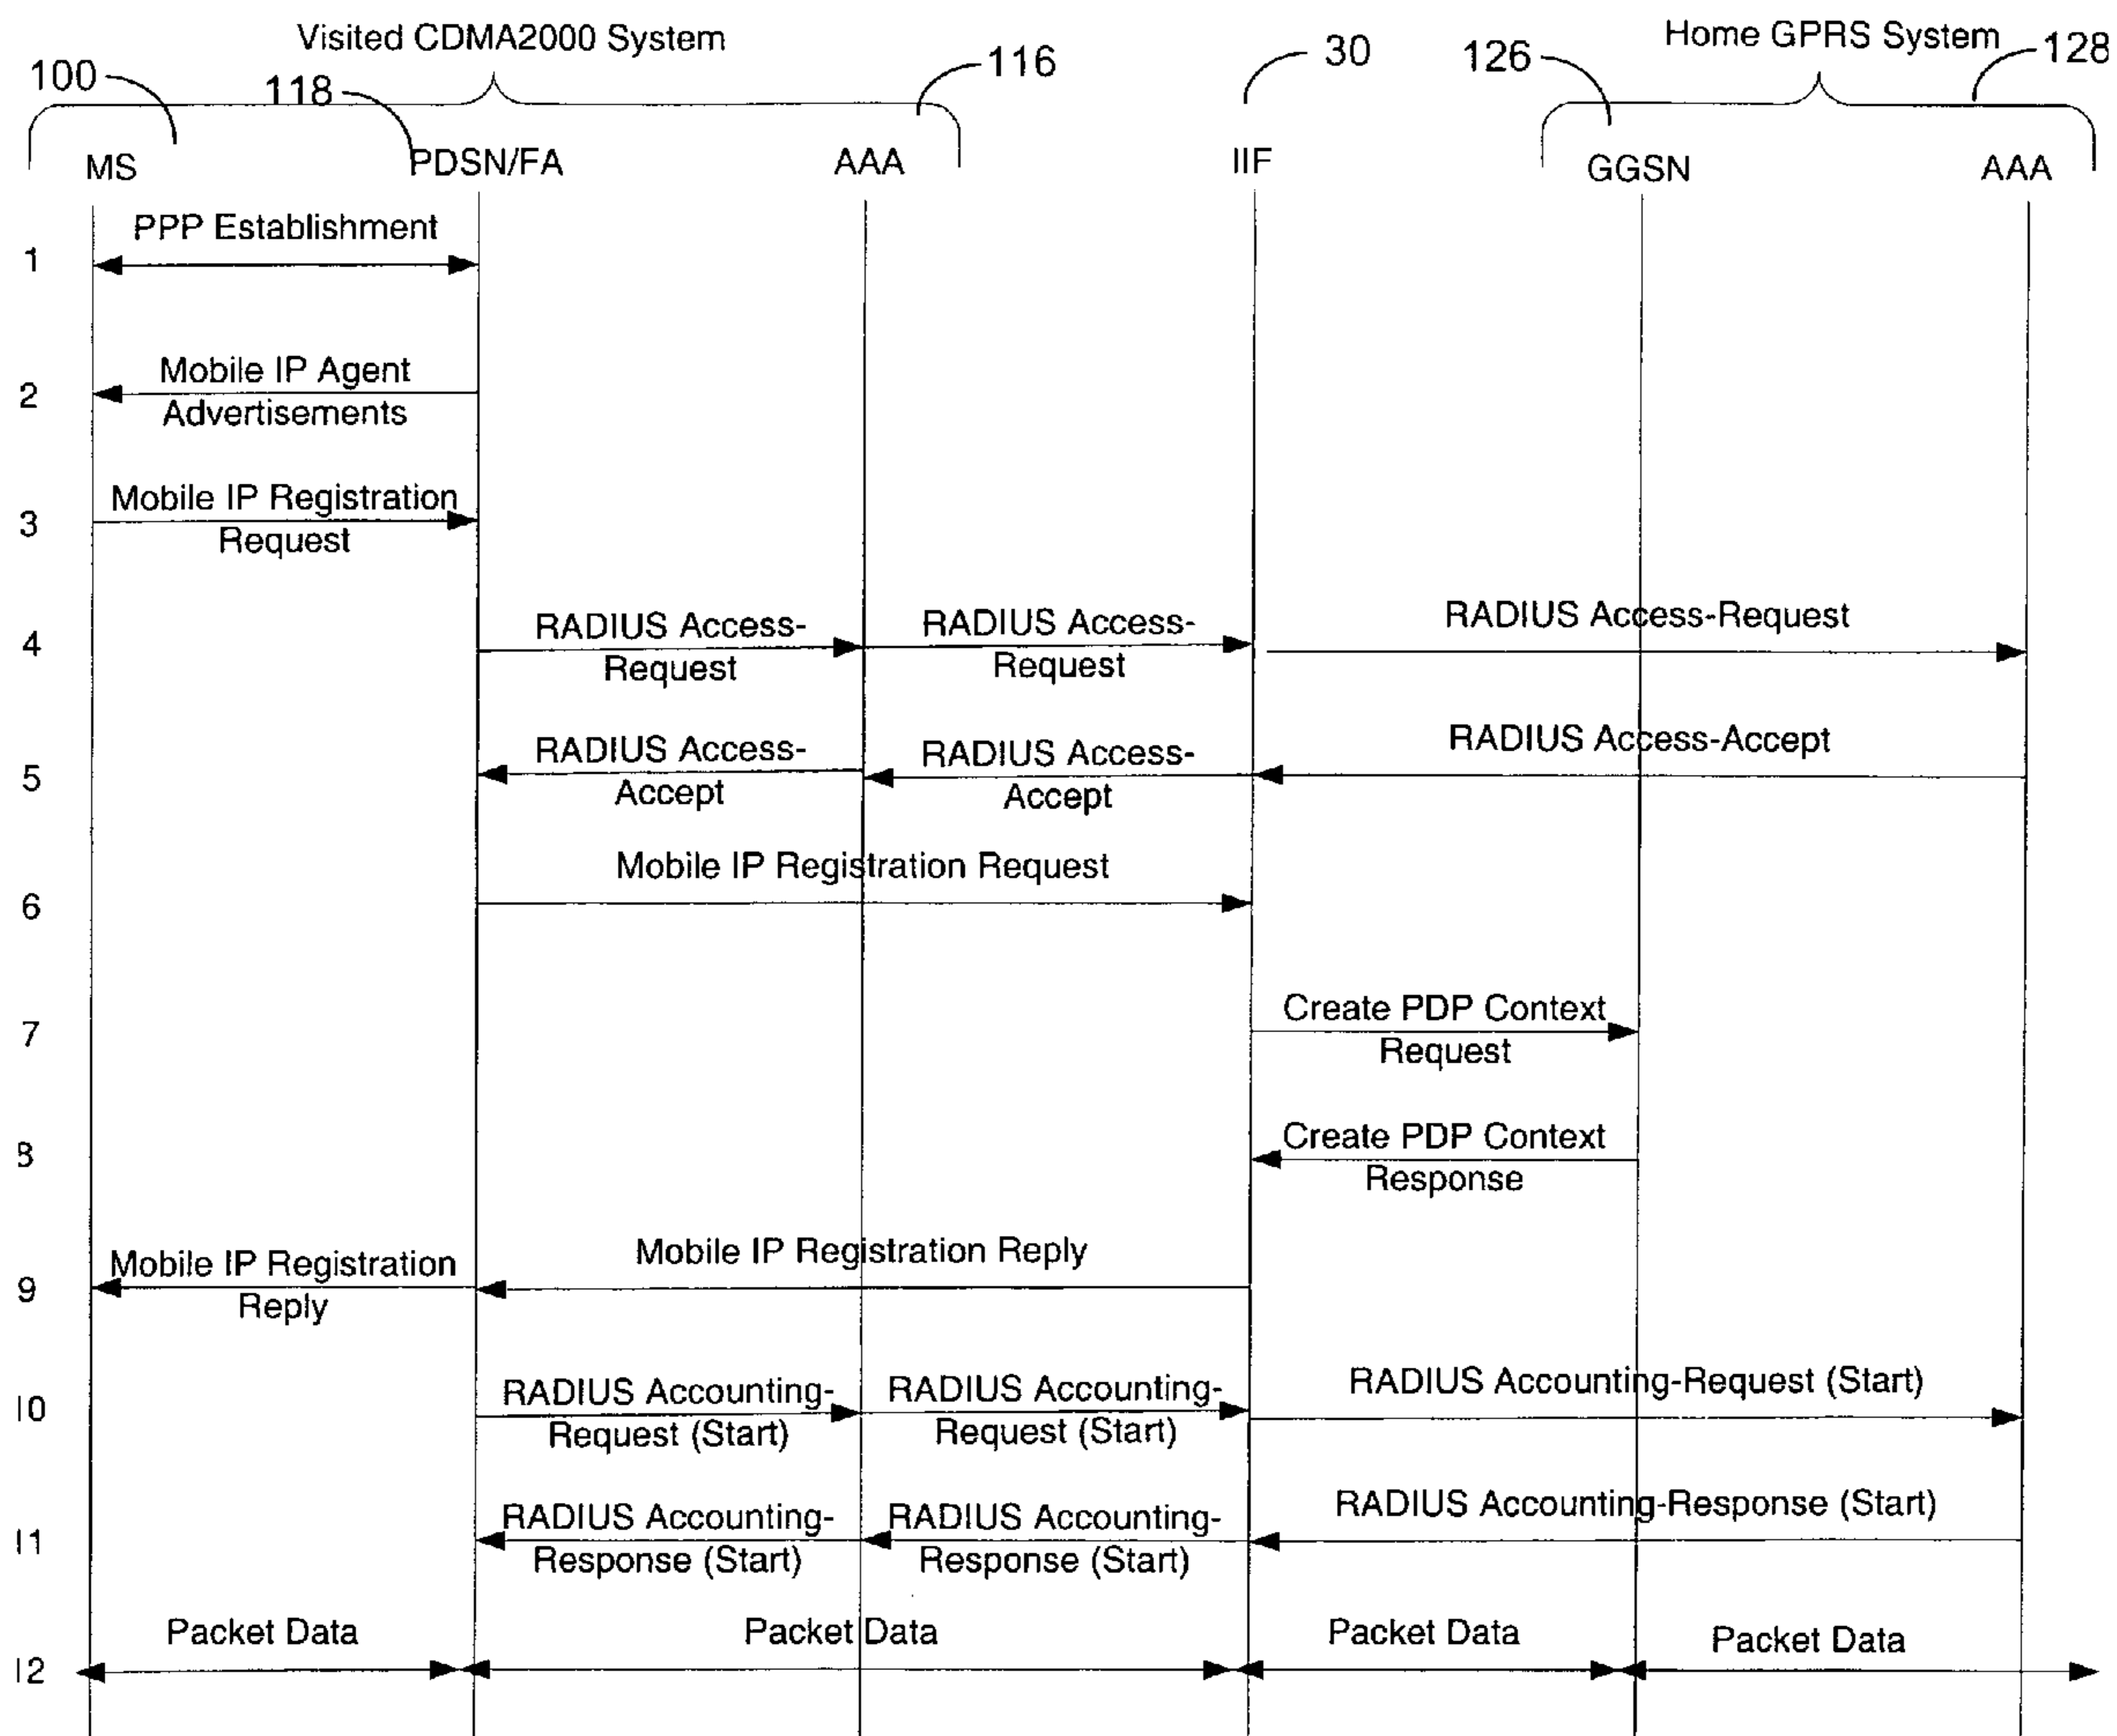 Visited CDMA2000 System
Home GPRS System
100
118
116
30
126
128
MS
PDSN/FA
AAA
IIF
GGSN
AAA
PPP Establishment
1
Mobile IP Agent
Advertisements
2
Mobile IP Registration
Request
3
RADIUS Access-
Request
RADIUS Access-
Request
RADIUS Access-Request
4
RADIUS Access-
Accept
RADIUS Access-
Accept
RADIUS Access-Accept
5
Mobile IP Registration Request
6
Create PDP Context
Request
7
Create PDP Context
Response
8
Mobile IP Registration
Reply
Mobile IP Registration Reply
9
RADIUS Accounting-
Request (Start)
RADIUS Accounting-
Request (Start)
RADIUS Accounting-Request (Start)
10
RADIUS Accounting-
Response (Start)
RADIUS Accounting-
Response (Start)
RADIUS Accounting-Response (Start)
11
Packet Data
Packet Data
Packet Data
Packet Data
12